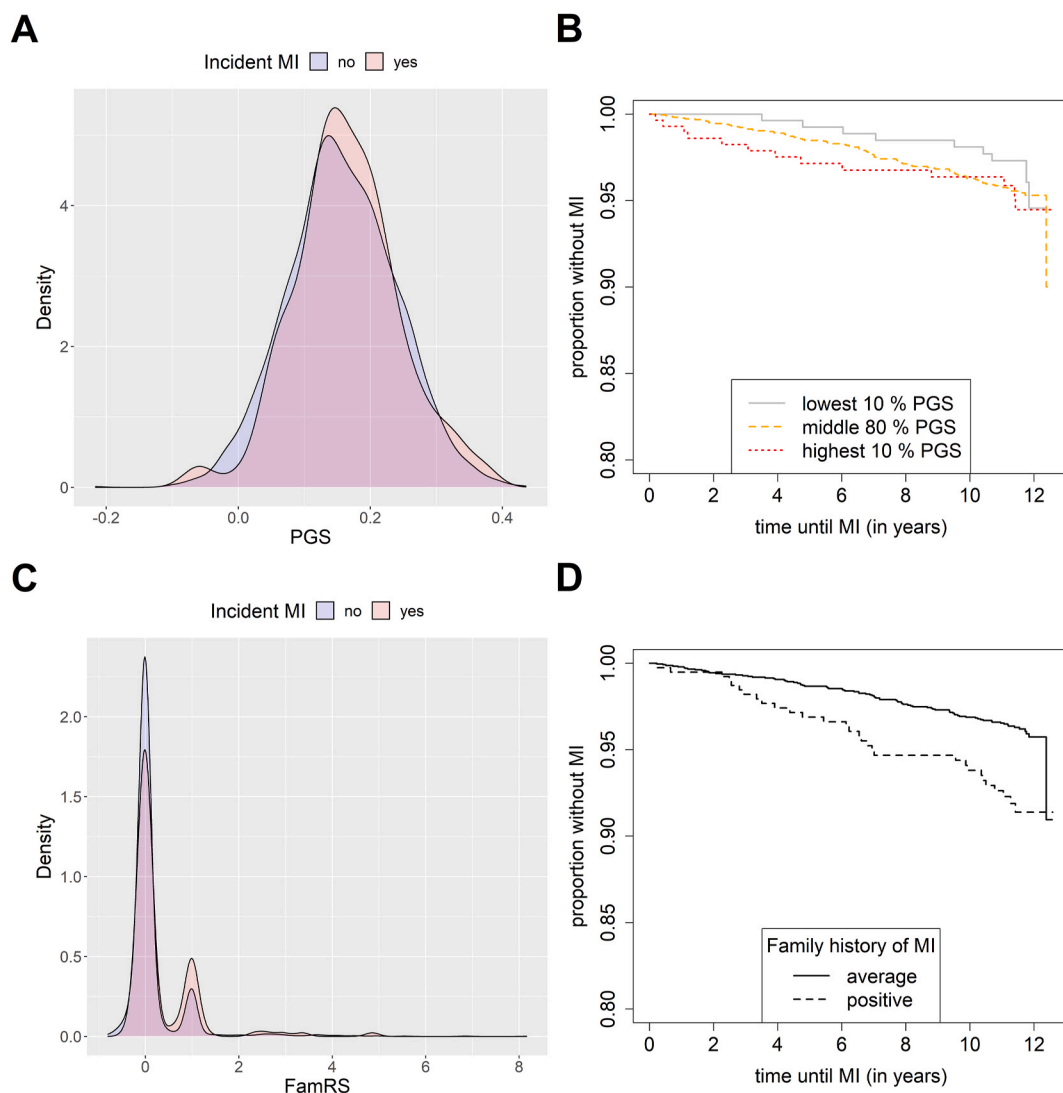 A
Incident MI no yes
Density
4
2
0
-0.2 0.0 0.2 0.4
PGS
B
proportion without MI
1.00
0.95
0.90
0.85
0.80
lowest 10 % PGS
middle 80 % PGS
highest 10 % PGS
0 2 4 6 8 10 12
time until MI (in years)
C
Incident MI no yes
Density
2.0
1.5
1.0
0.5
0.0
0 2 4 6 8
FamRS
D
proportion without MI
1.00
0.95
0.90
0.85
0.80
Family history of MI
average
positive
0 2 4 6 8 10 12
time until MI (in years)